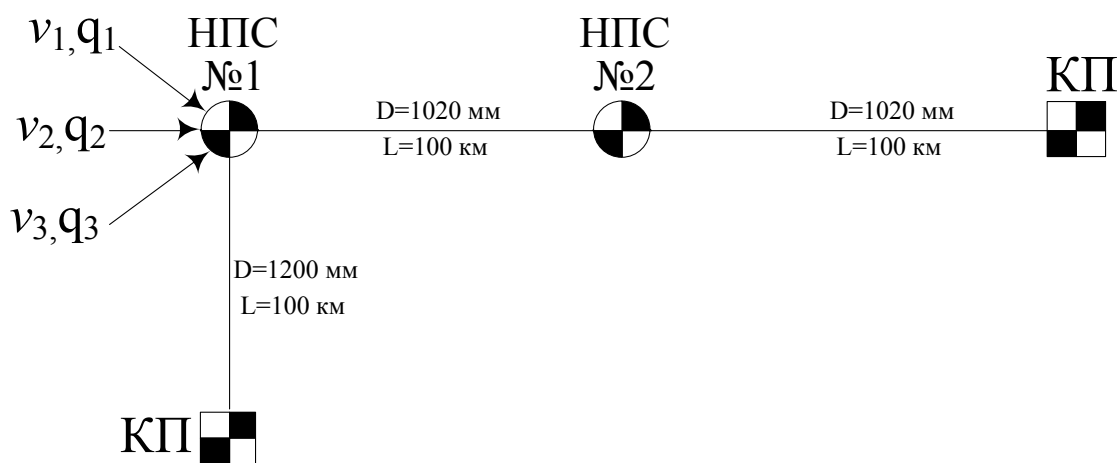 v1,q1
НПС
№1
НПС
№2
КП
D=1020 мм
L=100 км
D=1020 мм
L=100 км
v2,q2
v3,q3
D=1200 мм
L=100 км
КП